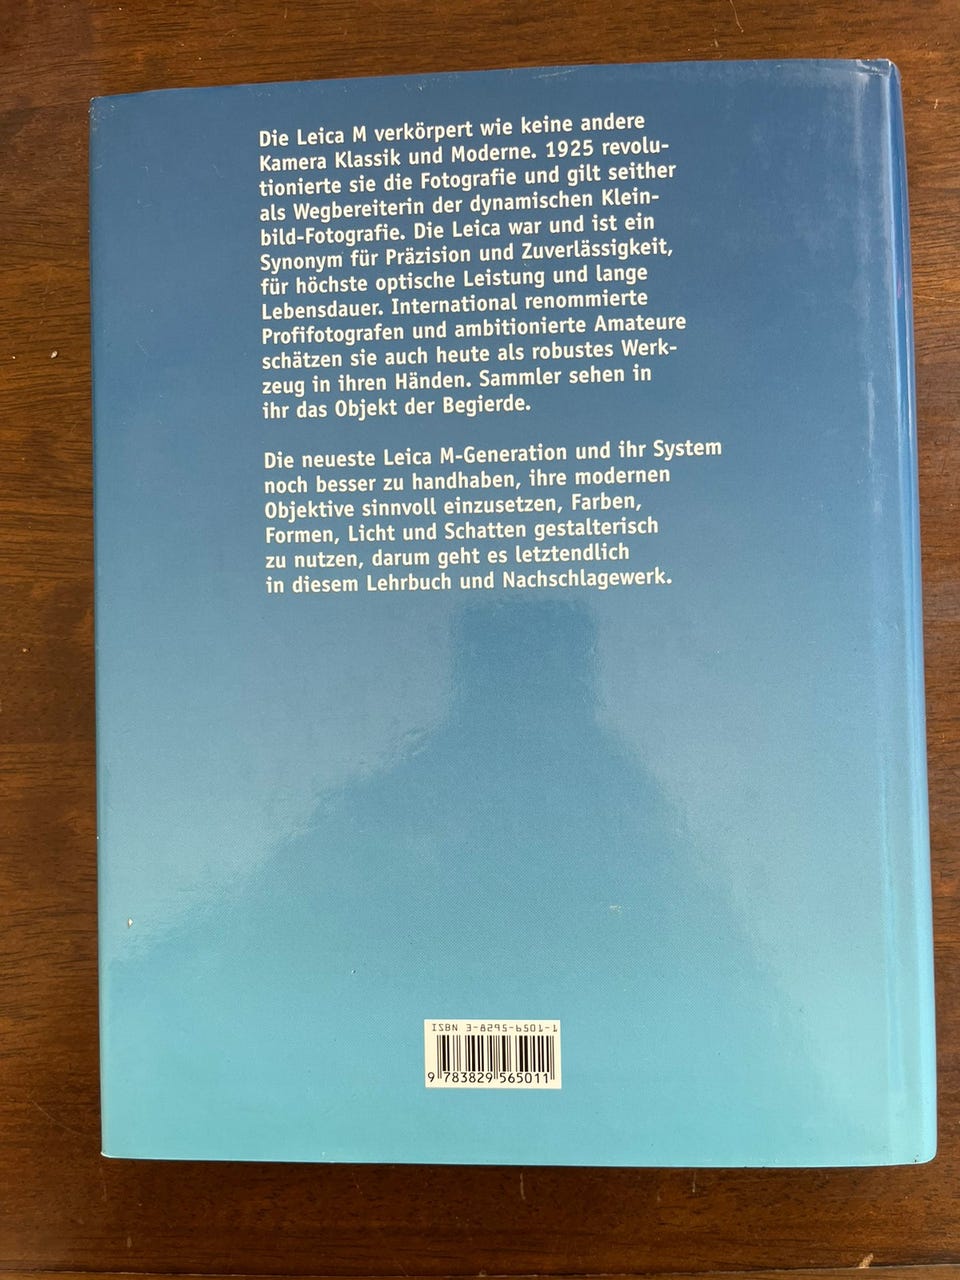 Die Leica M verkörpert wie keine andere
Kamera Klassik und Moderne. 1925 revolu-
tionierte sie die Fotografie und gilt seither
als Wegbereiterin der dynamischen Klein-
bild-Fotografie. Die Leica war und ist ein
Synonym für Präzision und Zuverlässigkeit,
für höchste optische Leistung und lange
Lebensdauer. International renommierte
Profifotografen und ambitionierte Amateure
schätzen sie auch heute als robustes Werk-
zeug in ihren Händen. Sammler sehen in
ihr das Objekt der Begierde.
Die neueste Leica M-Generation und ihr System
noch besser zu handhaben, ihre modernen
Objektive sinnvoll einzusetzen, Farben,
Formen, Licht und Schatten gestalterisch
zu nutzen, darum geht es letztendlich
in diesem Lehrbuch und Nachschlagewerk.
ISBN 3-8295-6501-1
9 783829 565011